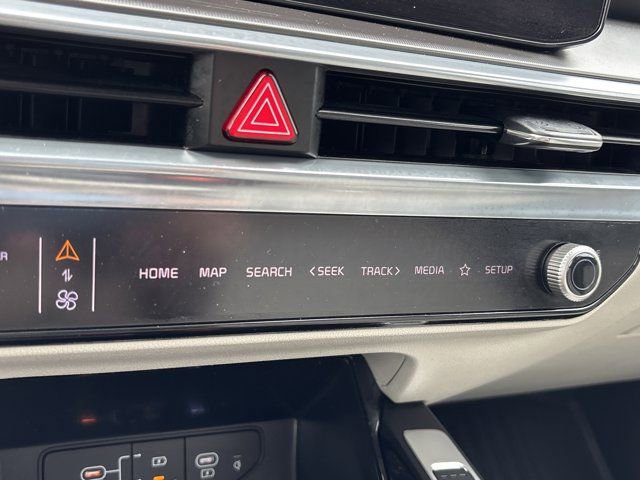 HOME MAP SEARCH <SEEK TRACK> MEDIA ☆ SETUP